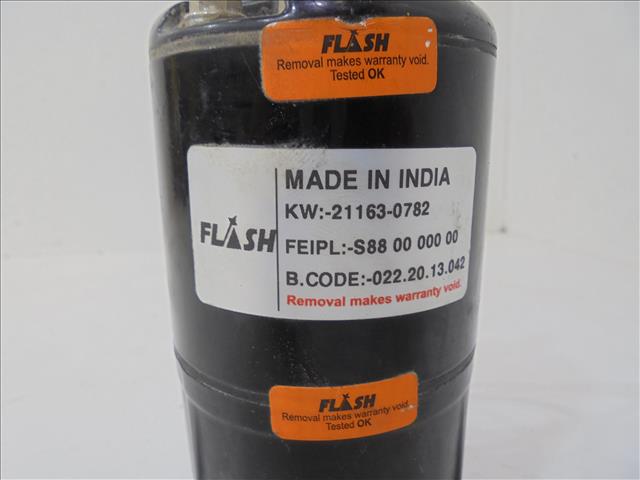 FLASH
Removal makes warranty void.
Tested OK
FLASH
MADE IN INDIA
KW:-21163-0782
FEIPL:-S88 00 000 00
B.CODE:-022.20.13.042
Removal makes warranty void.
FLASH
Removal makes warranty void.
Tested OK